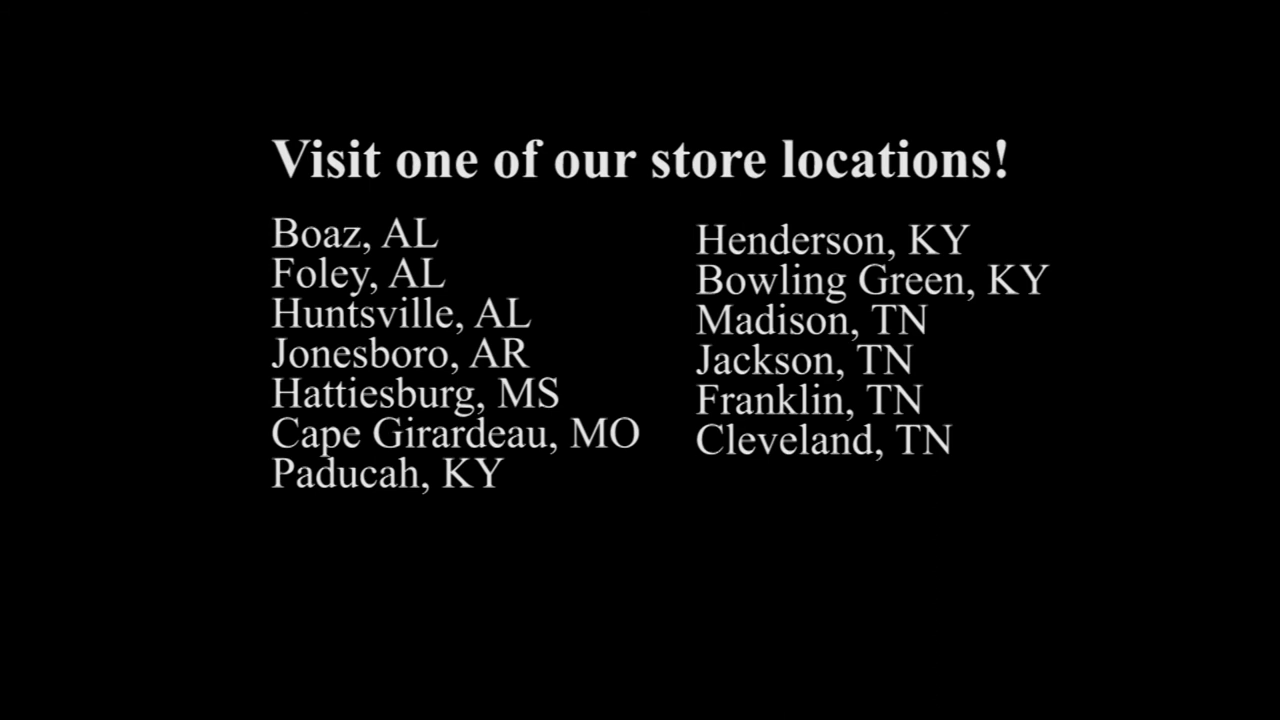 Visit one of our store locations!
Boaz, AL
Foley, AL
Huntsville, AL
Jonesboro, AR
Hattiesburg, MS
Cape Girardeau, MO
Paducah, KY
Henderson, KY
Bowling Green, KY
Madison, TN
Jackson, TN
Franklin, TN
Cleveland, TN